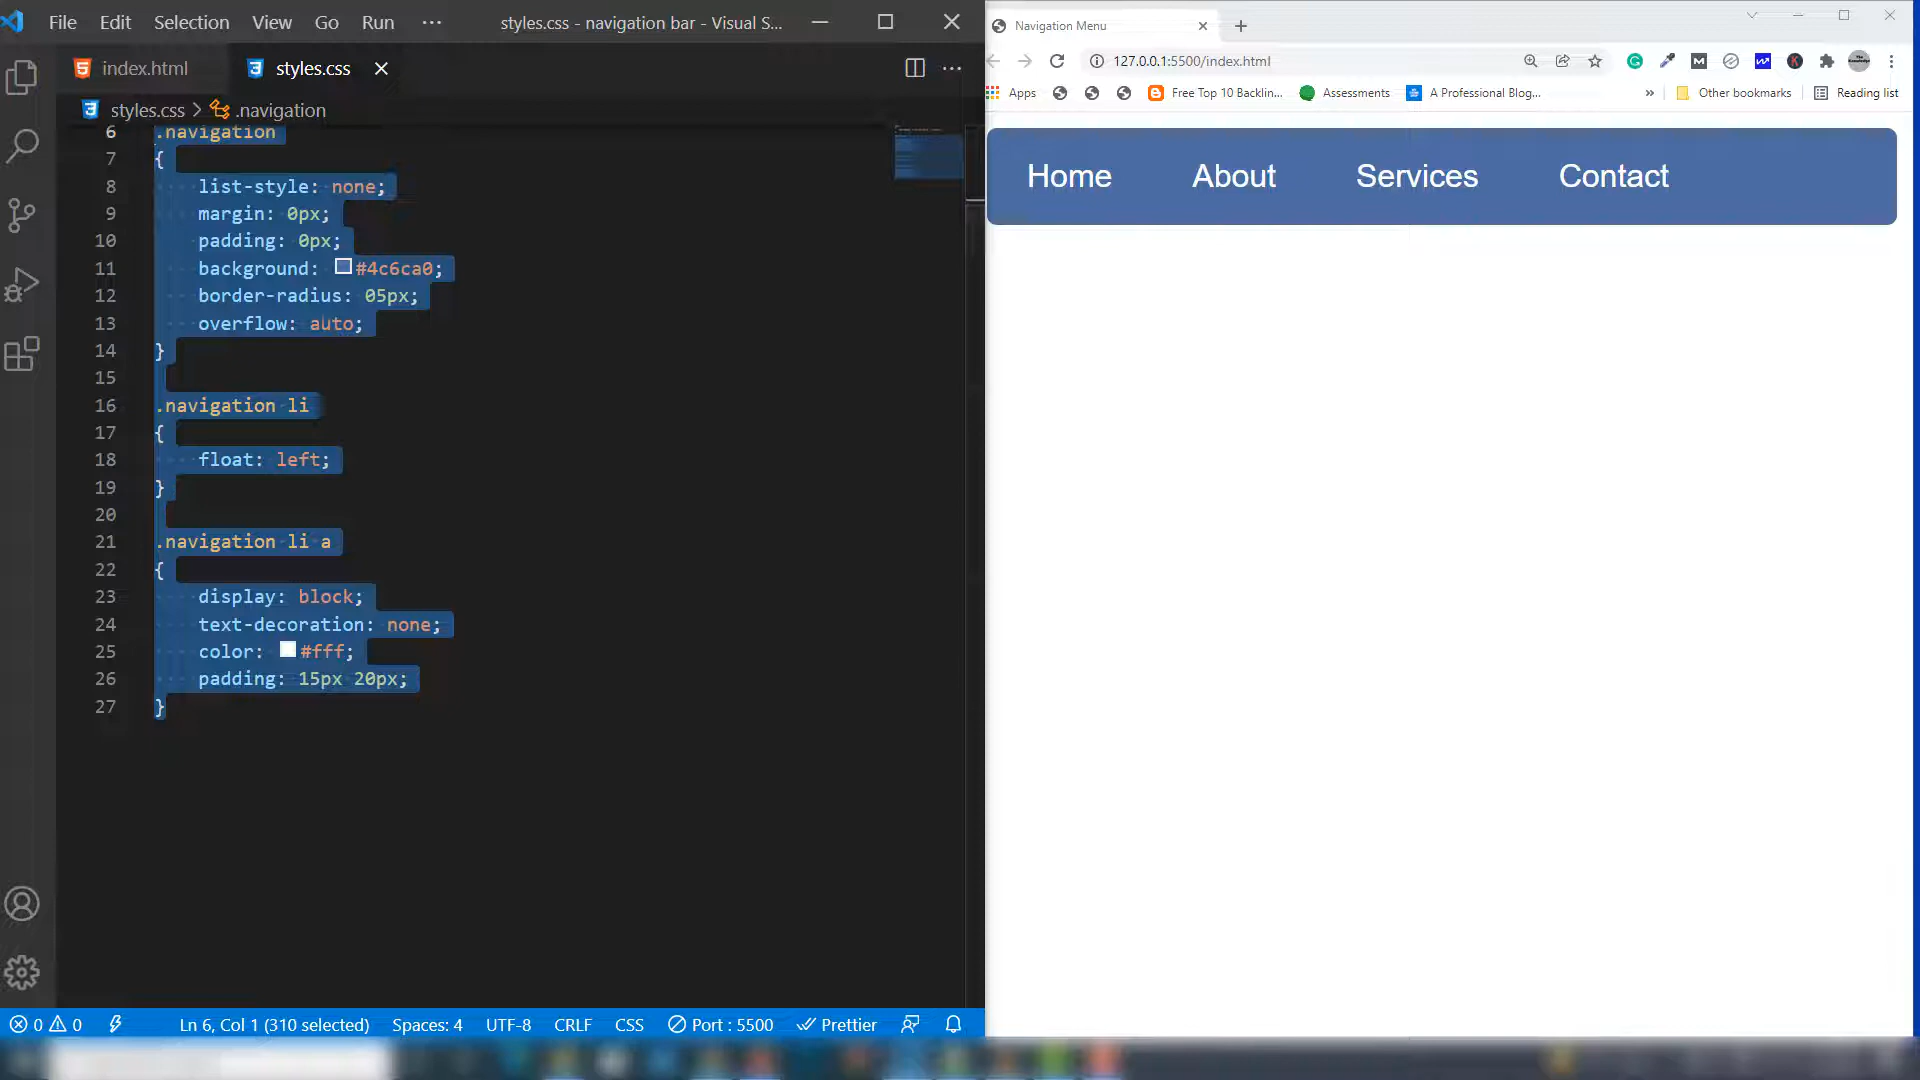 File Edit Selection View Go Run ··· styles.css - navigation bar - Visual S...
index.html styles.css
styles.css > .navigation
6 .navigation
7 {
8 list-style: none;
9 margin: 0px;
10 padding: 0px;
11 background: #4c6ca0;
12 border-radius: 05px;
13 overflow: auto;
14 }
15
16 .navigation li
17 {
18 float: left;
19 }
20
21 .navigation li a
22 {
23 display: block;
24 text-decoration: none;
25 color: #fff;
26 padding: 15px 20px;
27 }
0 0 Ln 6, Col 1 (310 selected) Spaces: 4 UTF-8 CRLF CSS Port : 5500 Prettier
Navigation Menu
127.0.0.1:5500/index.html
Apps Free Top 10 Backlin... Assessments A Professional Blog... » Other bookmarks Reading list
Home About Services Contact